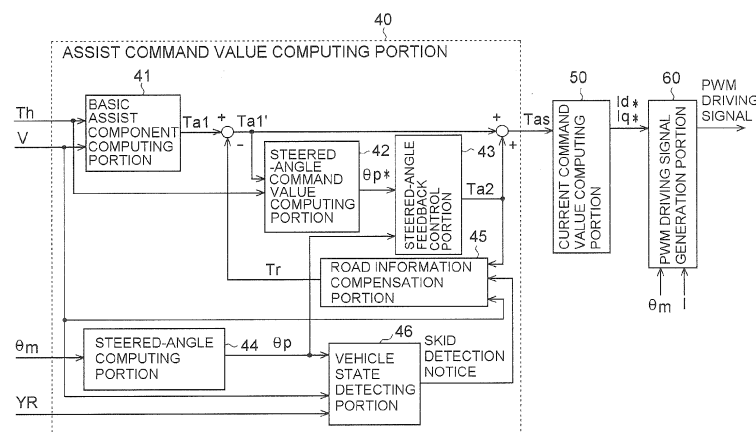 40
ASSIST COMMAND VALUE COMPUTING PORTION
41
BASIC
ASSIST
COMPONENT
COMPUTING
PORTION
Th
V
Ta1
+
-
Ta1'
42
STEERED
-ANGLE
COMMAND
VALUE
COMPUTING
PORTION
θp*
43
STEERED-ANGLE
FEEDBACK
CONTROL
PORTION
Ta2
+
+
Tas
50
CURRENT COMMAND
VALUE COMPUTING
PORTION
Id*
Iq*
60
PWM DRIVING SIGNAL
GENERATION PORTION
PWM
DRIVING
SIGNAL
θm
I
45
ROAD INFORMATION
COMPENSATION
PORTION
Tr
θm
STEERED-ANGLE
COMPUTING
PORTION
44
θp
46
VEHICLE
STATE
DETECTING
PORTION
SKID
DETECTION
NOTICE
YR